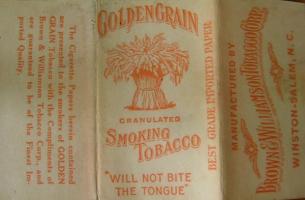 The Cigarette Papers herein contained
are presented to the smokers of GOLDEN
GRAIN Tobacco with the Compliments of
Brown & Williamson Tobacco Corp., and
are guaranteed to be of the Finest Im-
ported Quality.
GOLDEN GRAIN
GRANULATED
SMOKING
TOBACCO
"WILL NOT BITE
THE TONGUE"
BEST GRADE IMPORTED PAPER
MANUFACTURED BY
BROWN & WILLIAMSON TOBACCO CORP.
WINSTON-SALEM, N.C.